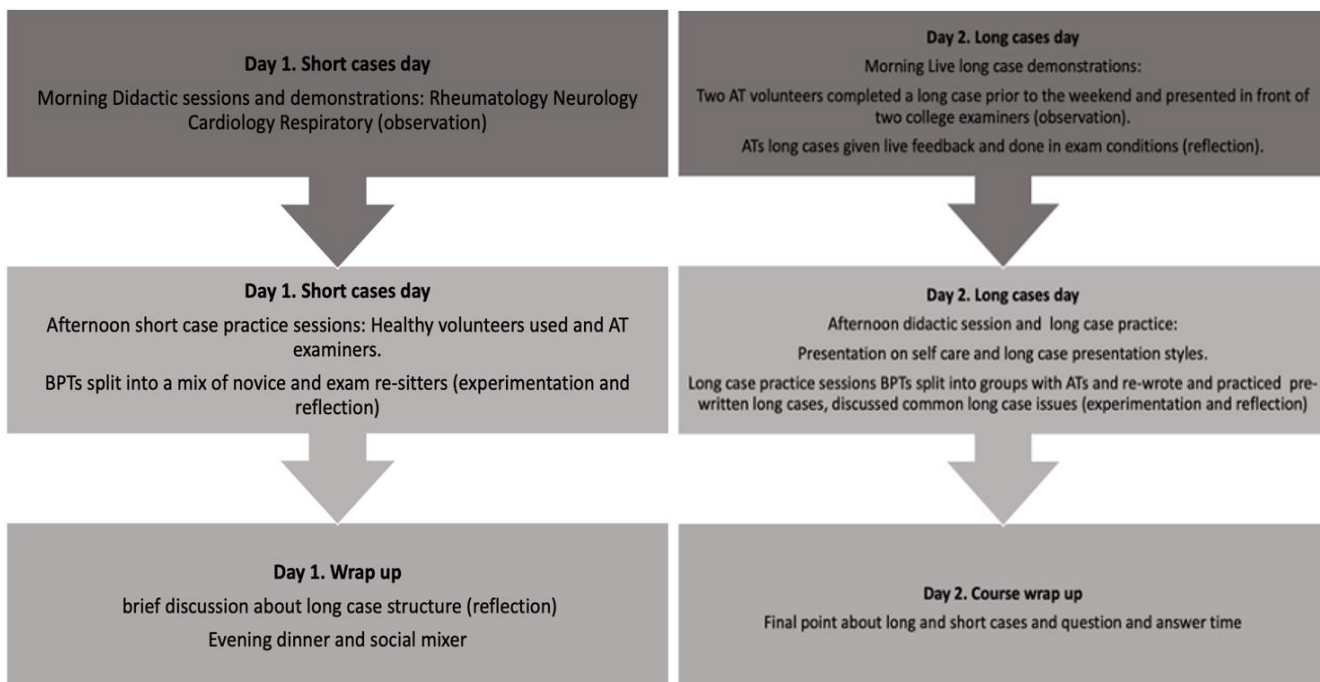 Day 1. Short cases day
Morning Didactic sessions and demonstrations: Rheumatology Neurology
Cardiology Respiratory (observation)
Day 1. Short cases day
Afternoon short case practice sessions: Healthy volunteers used and AT
examiners.
BPTs split into a mix of novice and exam re-sitters (experimentation and
reflection)
Day 1. Wrap up
brief discussion about long case structure (reflection)
Evening dinner and social mixer
Day 2. Long cases day
Morning Live long case demonstrations:
Two AT volunteers completed a long case prior to the weekend and presented in front of
two college examiners (observation).
ATs long cases given live feedback and done in exam conditions (reflection).
Day 2. Long cases day
Afternoon didactic session and long case practice:
Presentation on self care and long case presentation styles.
Long case practice sessions BPTs split into groups with ATs and re-wrote and practiced pre-
written long cases, discussed common long case issues (experimentation and reflection)
Day 2. Course wrap up
Final point about long and short cases and question and answer time